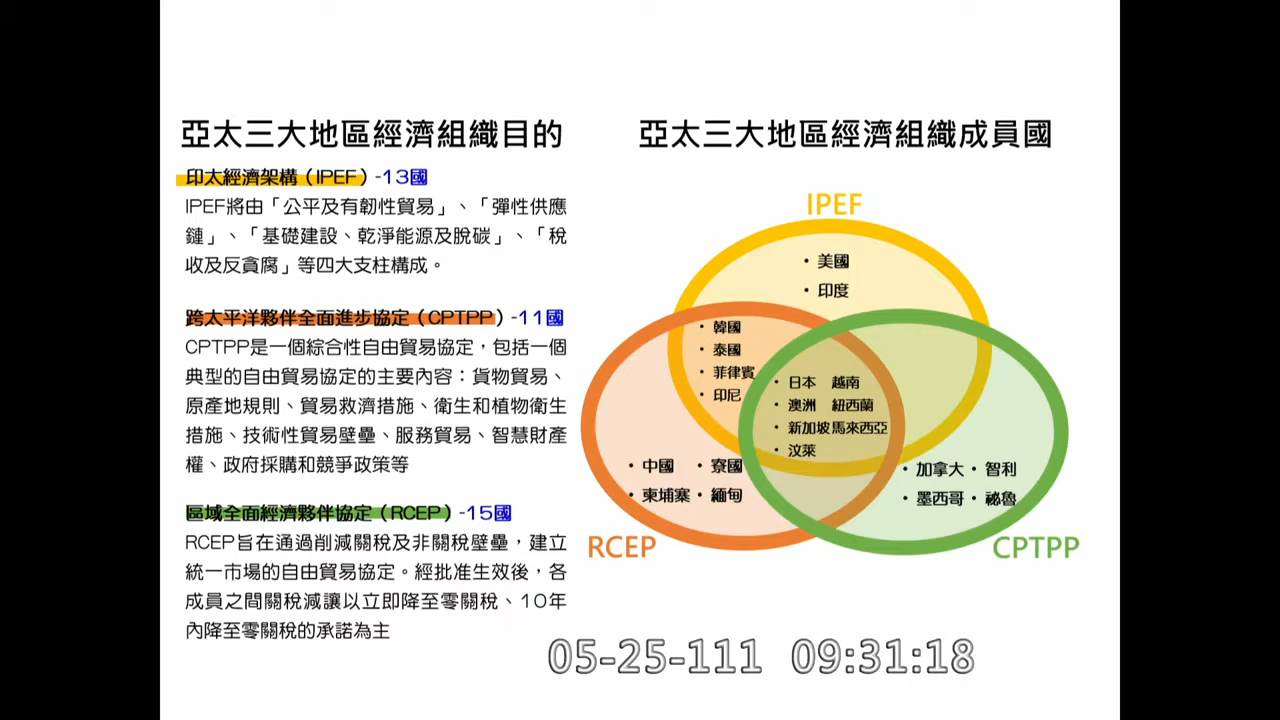 亞太三大地區經濟組織目的
印太經濟架構（IPEF）-13國
IPEF將由「公平及有韌性貿易」、「彈性供應
鏈」、「基礎建設、乾淨能源及脫碳」、「稅
收及反貪腐」等四大支柱構成。
跨太平洋夥伴全面進步協定（CPTPP）-11國
CPTPP是一個綜合性自由貿易協定，包括一個
典型的自由貿易協定的主要內容：貨物貿易、
原產地規則、貿易救濟措施、衛生和植物衛生
措施、技術性貿易壁壘、服務貿易、智慧財產
權、政府採購和競爭政策等
區域全面經濟夥伴協定（RCEP）-15國
RCEP旨在通過削減關稅及非關稅壁壘，建立
統一市場的自由貿易協定。經批准生效後，各
成員之間關稅減讓以立即降至零關稅、10年
內降至零關稅的承諾為主
亞太三大地區經濟組織成員國
IPEF
• 美國
• 印度
• 韓國
• 泰國
• 菲律賓
• 印尼
• 日本 越南
• 澳洲 紐西蘭
• 新加坡 馬來西亞
• 汶萊
• 中國 • 寮國
• 柬埔寨 • 緬甸
• 加拿大 • 智利
• 墨西哥 • 祕魯
RCEP
CPTPP
05-25-111 09:31:18